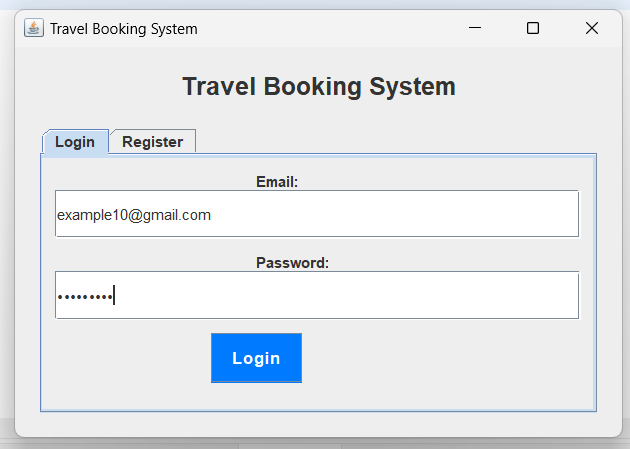 Travel Booking System
Travel Booking System
Login Register
Email:
example10@gmail.com
Password:
•••••••••
Login